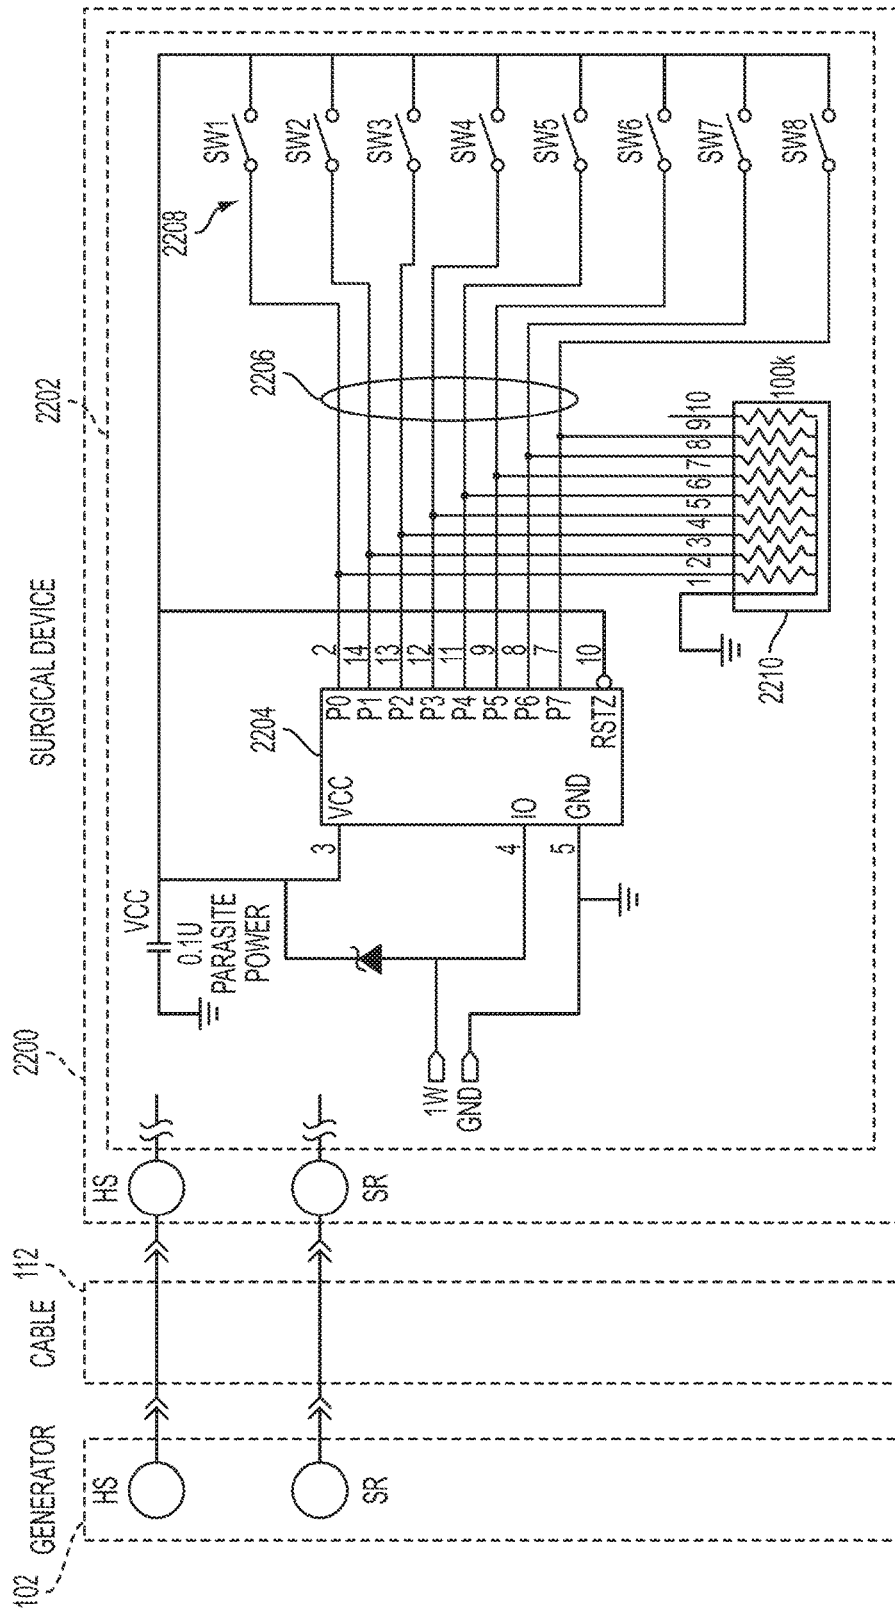 SURGICAL DEVICE
2200
2202
CABLE
112
GENERATOR
102
HS
SR
HS
SR
VCC
0.1U
PARASITE
POWER
1W
GND
3
4
5
VCC
IO
GND
2204
P0
P1
P2
P3
P4
P5
P6
P7
RSTZ
2
14
13
12
11
9
8
7
10
2206
2208
SW1
SW2
SW3
SW4
SW5
SW6
SW7
SW8
1
2
3
4
5
6
7
8
9
10
100k
2210